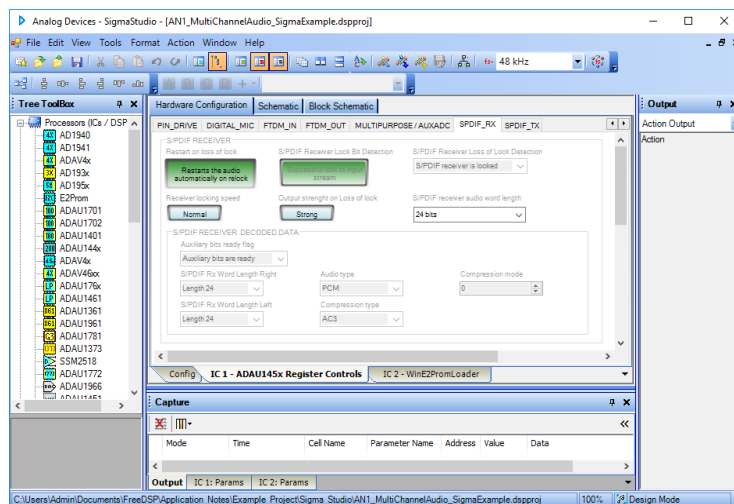 Analog Devices - SigmaStudio - [AN1_MultiChannelAudio_SigmaExample.dspproj]
File Edit View Tools Format Action Window Help
48 kHz
Tree ToolBox
Processors (ICs / DSP
AD1940
AD1941
ADAV4x
AD193x
AD195x
E2Prom
ADAU1701
ADAU1702
ADAU1401
ADAU144x
ADAV4x
ADAV46xx
ADAU176x
ADAU1461
ADAU1361
ADAU1961
ADAU1781
ADAU1373
SSM2518
ADAU1772
ADAU1966
ADAU1451
Hardware Configuration Schematic Block Schematic
PIN_DRIVE DIGITAL_MIC FTDM_IN FTDM_OUT MULTIPURPOSE/AUXADC SPDIF_RX SPDIF_TX
S/PDIF RECEIVER
Restart on loss of lock S/PDIF Receiver Lock Bit Detection S/PDIF Receiver Loss of Lock Detection
Restarts the audio
automatically on relock
Successful lock to input
stream
S/PDIF receiver is locked
Receiver locking speed Output strenght on Loss of lock S/PDIF receiver audio word length
Normal Strong 24 bits
S/PDIF RECEIVER DECODED DATA
Auxiliary bits ready flag
Auxiliary bits are ready
S/PDIF Rx Word Length Right Audio type Compression mode
Length 24 PCM 0
S/PDIF Rx Word Length Left Compression type
Length 24 AC3
Config IC 1 - ADAU145x Register Controls IC 2 - WinE2PromLoader
Capture
Mode Time Cell Name Parameter Name Address Value Data
Output IC 1: Params IC 2: Params
Output
Action Output
Action
C:\Users\Admin\Documents\FreeDSP\Application Notes\Example Project\Sigma Studio\AN1_MultiChannelAudio_SigmaExample.dspproj 100% Design Mode